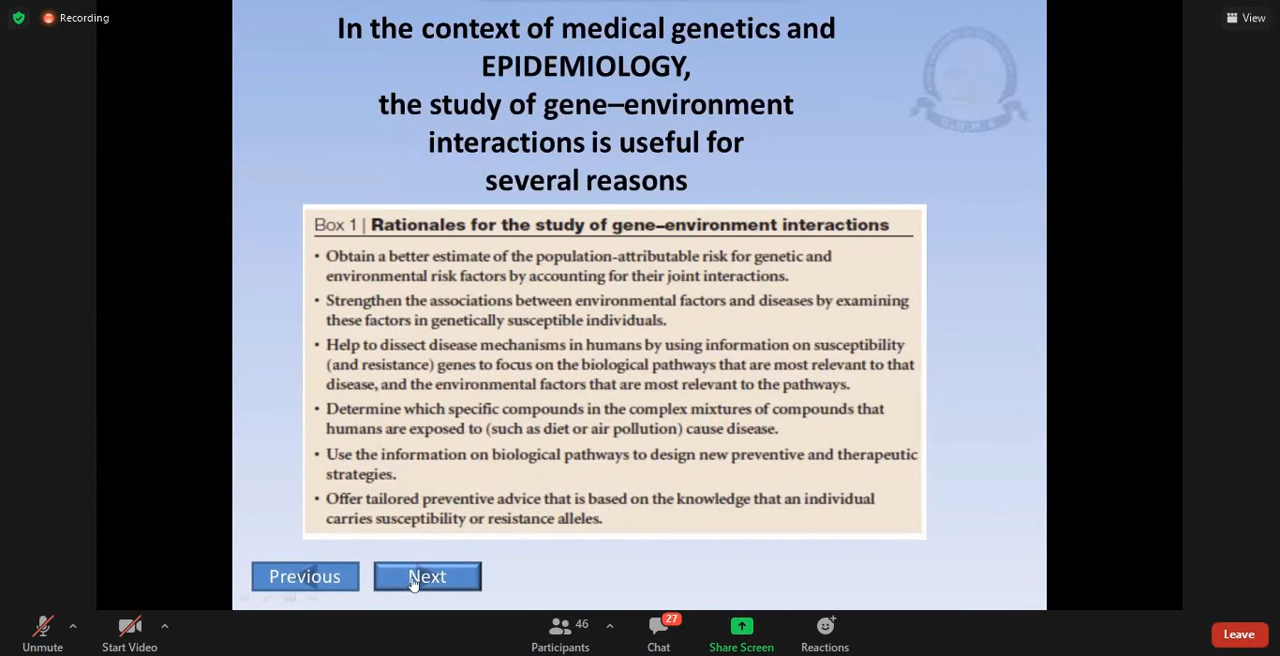 Recording
View
In the context of medical genetics and
EPIDEMIOLOGY,
the study of gene–environment
interactions is useful for
several reasons
Box 1 | Rationales for the study of gene–environment interactions
• Obtain a better estimate of the population-attributable risk for genetic and
environmental risk factors by accounting for their joint interactions.
• Strengthen the associations between environmental factors and diseases by examining
these factors in genetically susceptible individuals.
• Help to dissect disease mechanisms in humans by using information on susceptibility
(and resistance) genes to focus on the biological pathways that are most relevant to that
disease, and the environmental factors that are most relevant to the pathways.
• Determine which specific compounds in the complex mixtures of compounds that
humans are exposed to (such as diet or air pollution) cause disease.
• Use the information on biological pathways to design new preventive and therapeutic
strategies.
• Offer tailored preventive advice that is based on the knowledge that an individual
carries susceptibility or resistance alleles.
Previous
Next
46
27
Unmute
Start Video
Participants
Chat
Share Screen
Reactions
Leave